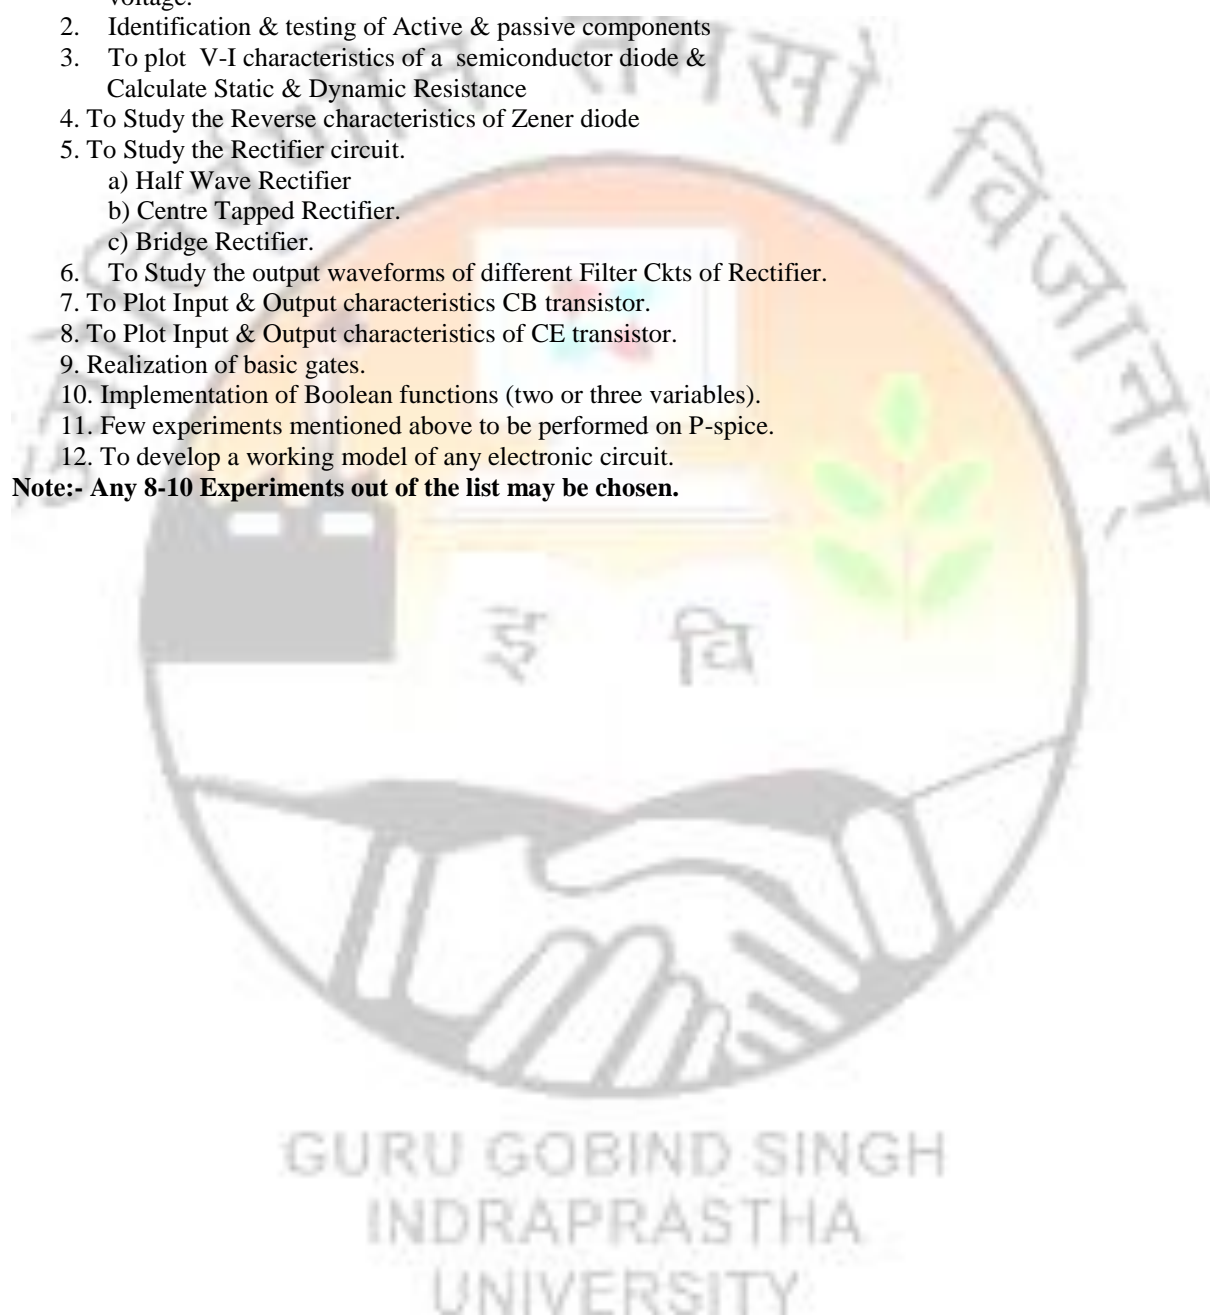 voltage.
2. Identification & testing of Active & passive components
3. To plot V-I characteristics of a semiconductor diode &
Calculate Static & Dynamic Resistance
4. To Study the Reverse characteristics of Zener diode
5. To Study the Rectifier circuit.
a) Half Wave Rectifier
b) Centre Tapped Rectifier.
c) Bridge Rectifier.
6. To Study the output waveforms of different Filter Ckts of Rectifier.
7. To Plot Input & Output characteristics CB transistor.
8. To Plot Input & Output characteristics of CE transistor.
9. Realization of basic gates.
10. Implementation of Boolean functions (two or three variables).
11. Few experiments mentioned above to be performed on P-spice.
12. To develop a working model of any electronic circuit.
Note:- Any 8-10 Experiments out of the list may be chosen.
इ वि
GURU GOBIND SINGH
INDRAPRASTHA
UNIVERSITY